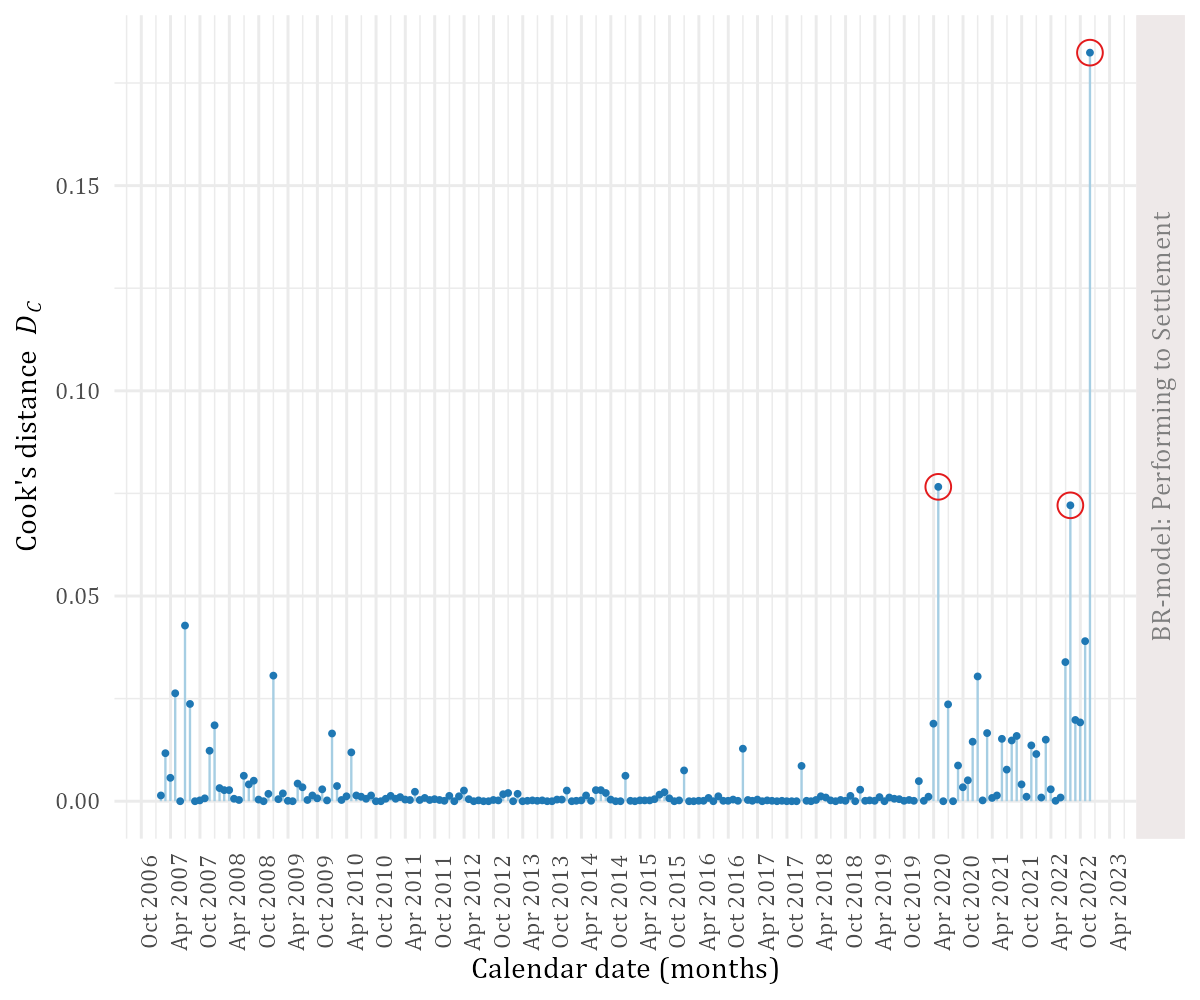 Cook's distance D_C
0.15
0.10
0.05
0.00
Oct 2006
Apr 2007
Oct 2007
Apr 2008
Oct 2008
Apr 2009
Oct 2009
Apr 2010
Oct 2010
Apr 2011
Oct 2011
Apr 2012
Oct 2012
Apr 2013
Oct 2013
Apr 2014
Oct 2014
Apr 2015
Oct 2015
Apr 2016
Oct 2016
Apr 2017
Oct 2017
Apr 2018
Oct 2018
Apr 2019
Oct 2019
Apr 2020
Oct 2020
Apr 2021
Oct 2021
Apr 2022
Oct 2022
Apr 2023
Calendar date (months)
BR-model: Performing to Settlement